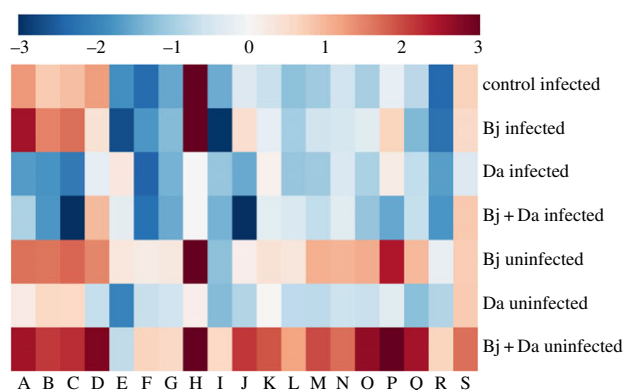 −3 −2 −1 0 1 2 3
control infected
Bj infected
Da infected
Bj + Da infected
Bj uninfected
Da uninfected
Bj + Da uninfected
A B C D E F G H I J K L M N O P Q R S